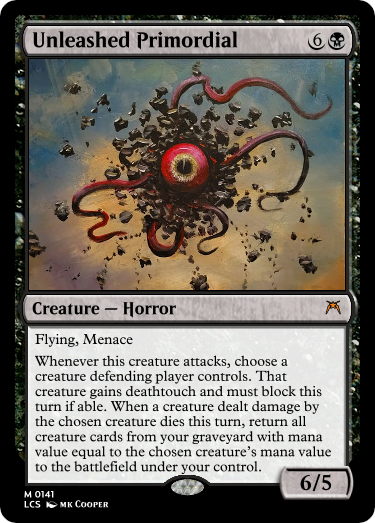 Unleashed Primordial 6
Creature — Horror
Flying, Menace
Whenever this creature attacks, choose a
creature defending player controls. That
creature gains deathtouch and must block this
turn if able. When a creature dealt damage by
the chosen creature dies this turn, return all
creature cards from your graveyard with mana
value equal to the chosen creature's mana value
to the battlefield under your control.
6/5
M 0141
LCS MK Cooper